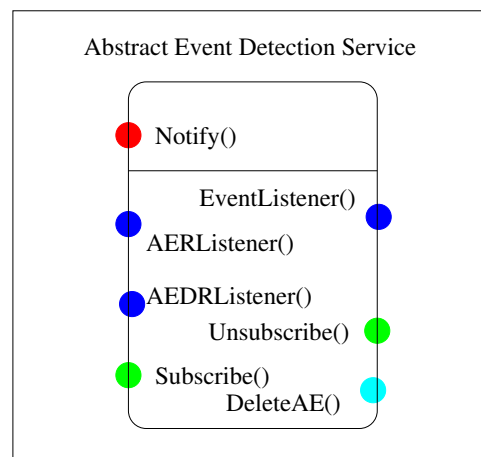 Abstract Event Detection Service
Notify()
EventListener()
AERListener()
AEDRListener()
Unsubscribe()
Subscribe()
DeleteAE()